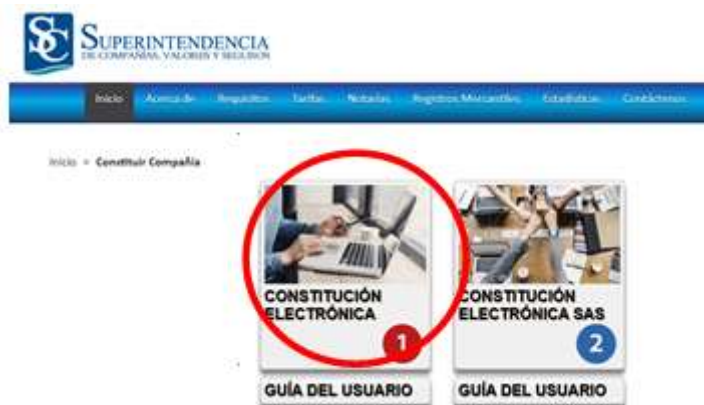 SC SUPERINTENDENCIA
DE COMPAÑÍAS, VALORES Y SEGUROS
Inicio Acerca de Requisitos Tarifas Notarías Registros Mercantiles Estadísticas Contáctenos
Inicio » Constituir Compañía
CONSTITUCIÓN
ELECTRÓNICA
1
CONSTITUCIÓN
ELECTRÓNICA SAS
2
GUÍA DEL USUARIO
GUÍA DEL USUARIO